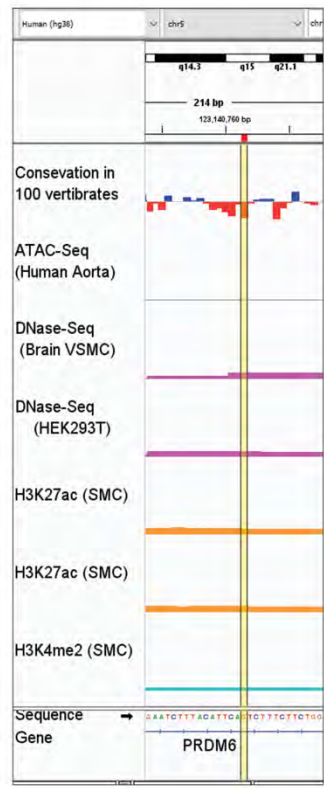 Human (hg38) chr5 chr
q14.3 q15 q21.1
214 bp
123,140,760 bp
Consevation in
100 vertibrates
ATAC-Seq
(Human Aorta)
DNase-Seq
(Brain VSMC)
DNase-Seq
(HEK293T)
H3K27ac (SMC)
H3K27ac (SMC)
H3K4me2 (SMC)
Sequence → GAATCTTTACATTCAGTCTTTCTTCTGG
Gene
PRDM6